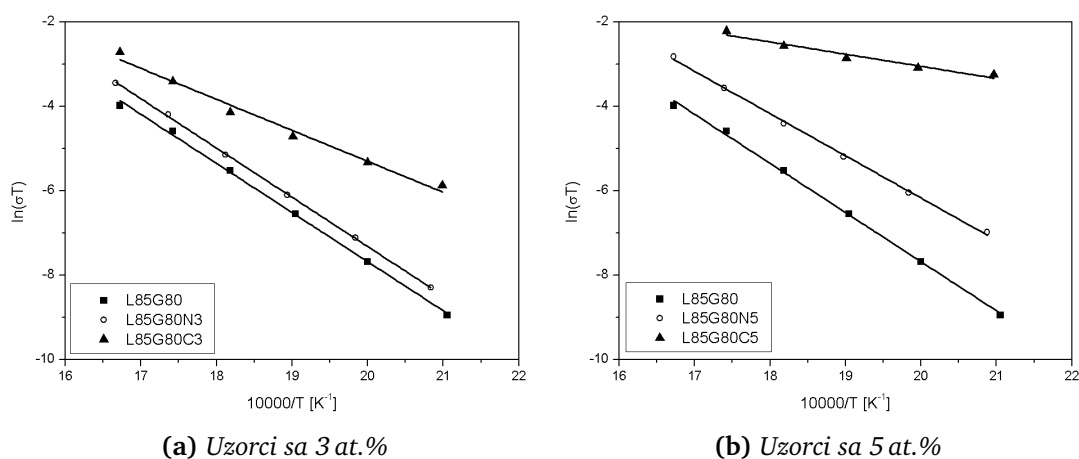 -2
-4
-6
-8
-10
ln(σT)
L85G80
L85G80N3
L85G80C3
16 17 18 19 20 21 22
10000/T [K⁻¹]
(a) Uzorci sa 3 at.%
-2
-4
-6
-8
-10
ln(σT)
L85G80
L85G80N5
L85G80C5
16 17 18 19 20 21 22
10000/T [K⁻¹]
(b) Uzorci sa 5 at.%